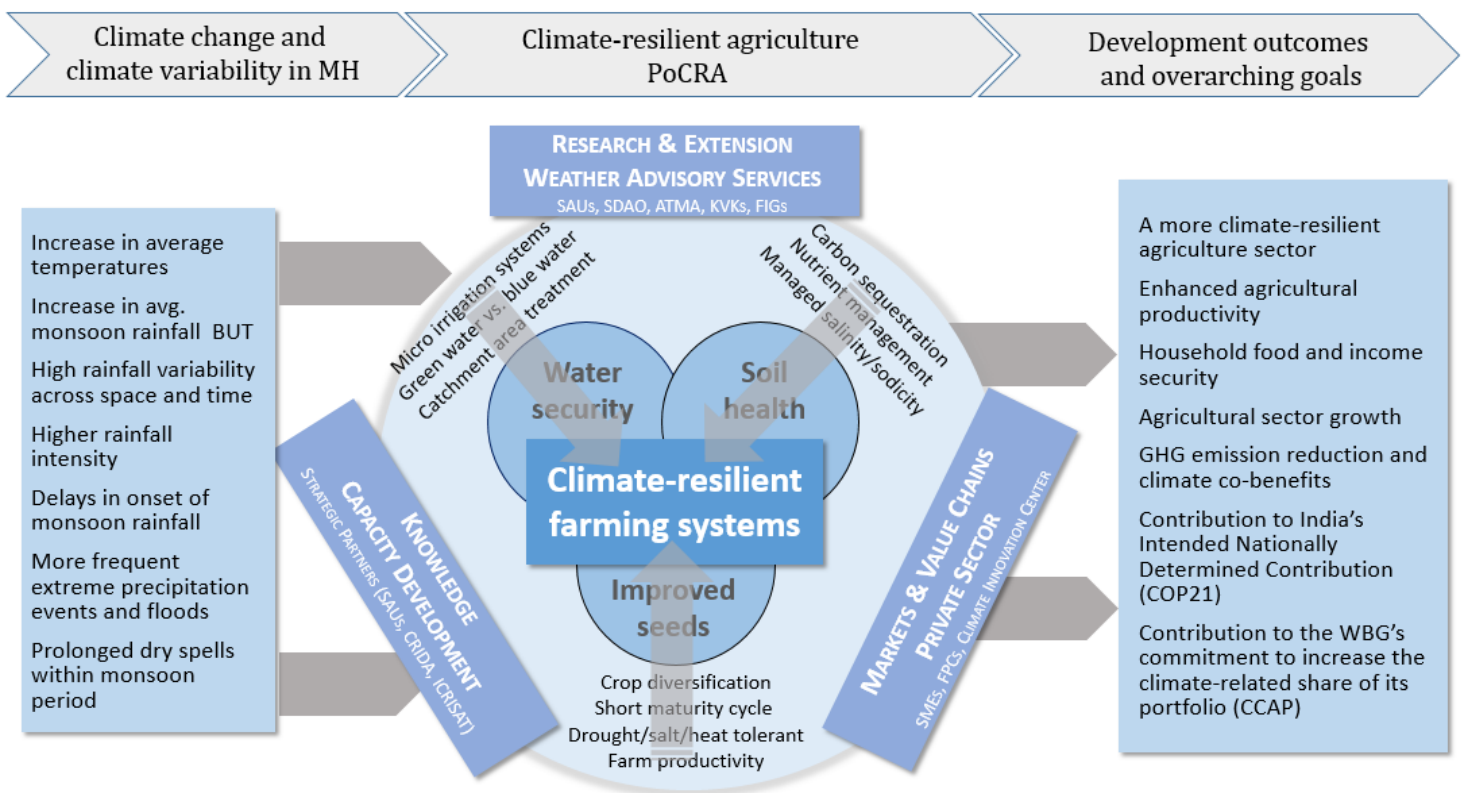 Climate change and
climate variability in MH
Climate-resilient agriculture
PoCRA
Development outcomes
and overarching goals
Increase in average
temperatures
Increase in avg.
monsoon rainfall BUT
High rainfall variability
across space and time
Higher rainfall
intensity
Delays in onset of
monsoon rainfall
More frequent
extreme precipitation
events and floods
Prolonged dry spells
within monsoon
period
RESEARCH & EXTENSION
WEATHER ADVISORY SERVICES
SAUs, SDAO, ATMA, KVKs, FIGs
Micro irrigation systems
Green water vs. blue water
Catchment area treatment
Carbon sequestration
Nutrient management
Managed salinity/sodicity
Water
security
Soil
health
Climate-resilient
farming systems
Improved
seeds
Crop diversification
Short maturity cycle
Drought/salt/heat tolerant
Farm productivity
KNOWLEDGE
CAPACITY DEVELOPMENT
STRATEGIC PARTNERS (SAUs, CRIDA, ICRISAT)
MARKETS & VALUE CHAINS
PRIVATE SECTOR
SMEs, FPCs, CLIMATE INNOVATION CENTER
A more climate-resilient
agriculture sector
Enhanced agricultural
productivity
Household food and income
security
Agricultural sector growth
GHG emission reduction and
climate co-benefits
Contribution to India's
Intended Nationally
Determined Contribution
(COP21)
Contribution to the WBG's
commitment to increase the
climate-related share of its
portfolio (CCAP)